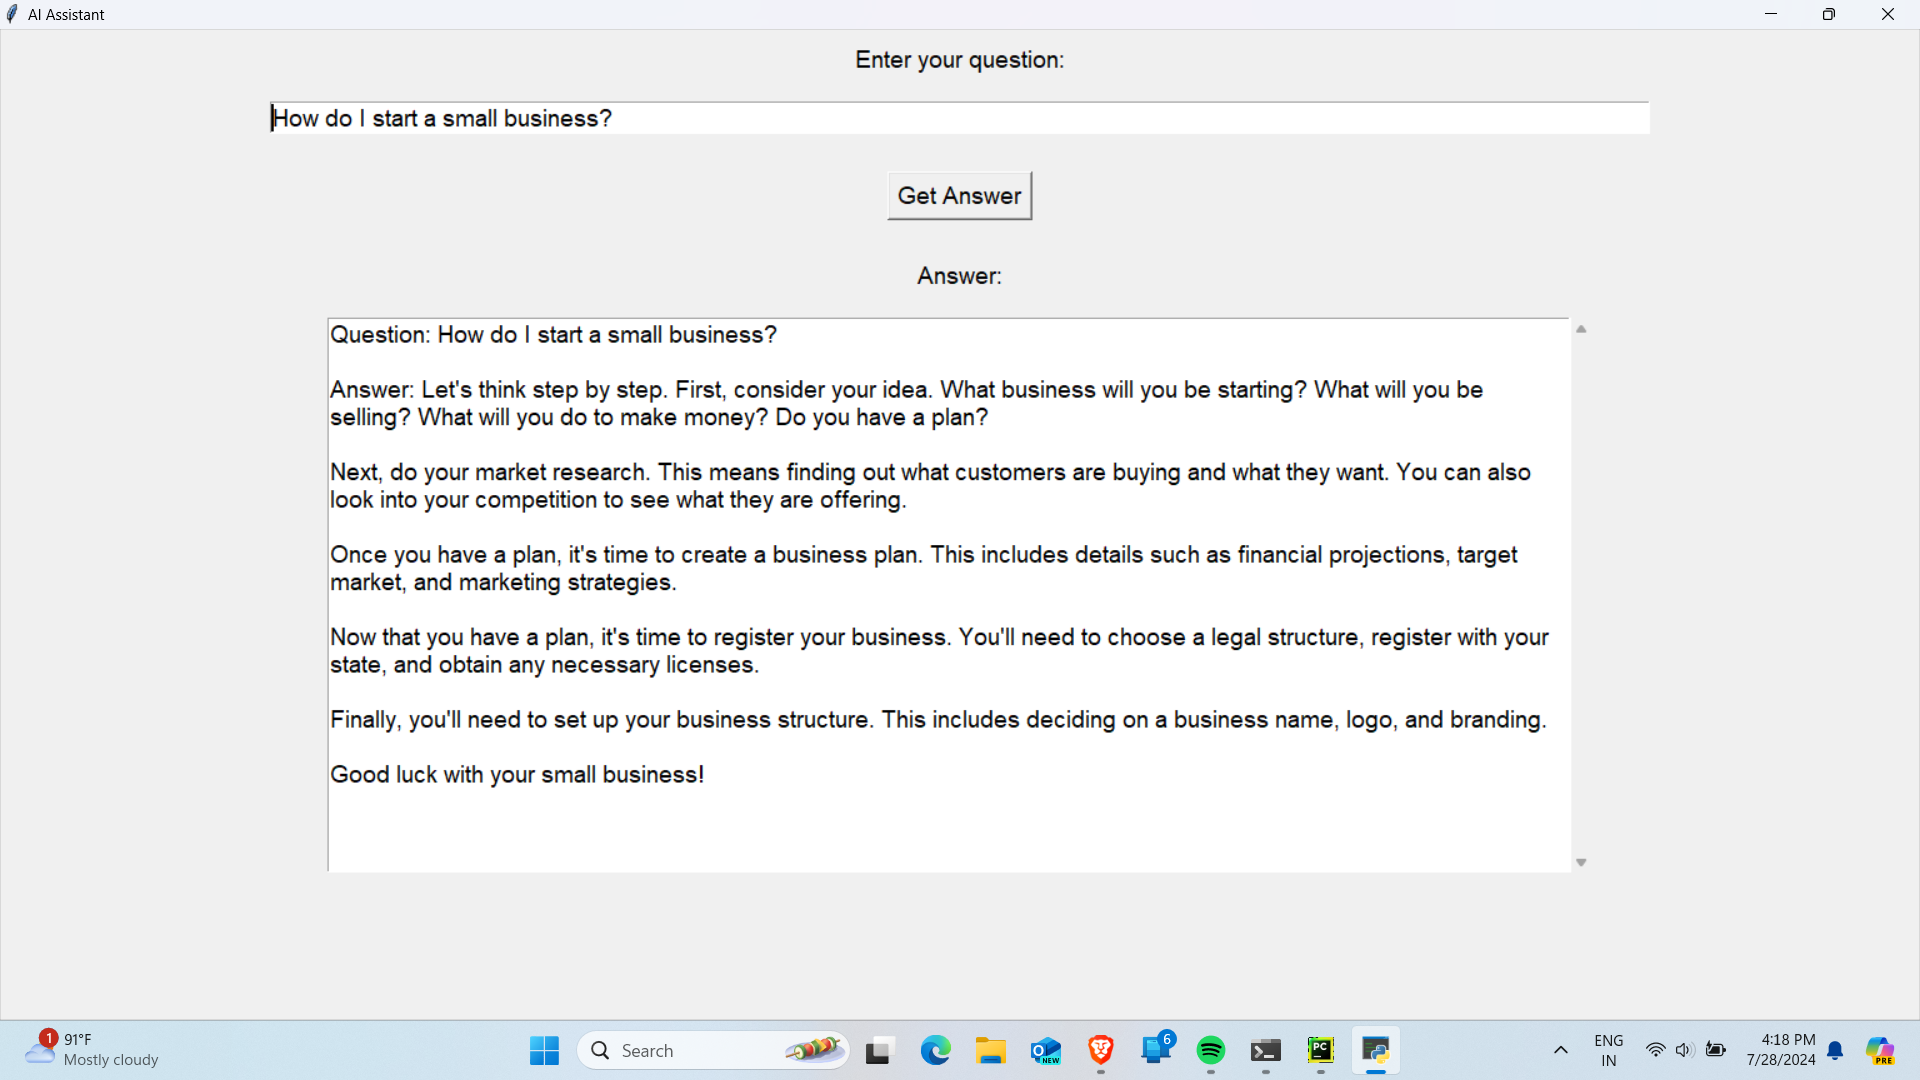 AI Assistant
Enter your question:
How do I start a small business?
Get Answer
Answer:
Question: How do I start a small business?
Answer: Let's think step by step. First, consider your idea. What business will you be starting? What will you be
selling? What will you do to make money? Do you have a plan?
Next, do your market research. This means finding out what customers are buying and what they want. You can also
look into your competition to see what they are offering.
Once you have a plan, it's time to create a business plan. This includes details such as financial projections, target
market, and marketing strategies.
Now that you have a plan, it's time to register your business. You'll need to choose a legal structure, register with your
state, and obtain any necessary licenses.
Finally, you'll need to set up your business structure. This includes deciding on a business name, logo, and branding.
Good luck with your small business!
1
91°F
Mostly cloudy
Search
O NEW
6
PC
ENG
IN
4:18 PM
7/28/2024
PRE